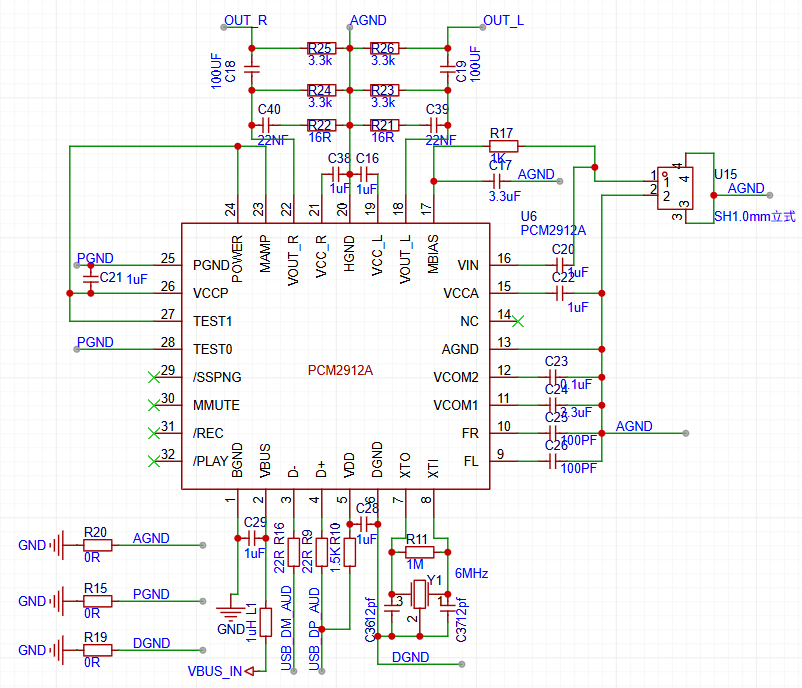 OUT_R AGND OUT_L
100UF C18 R25 3.3k R26 3.3k C19 100UF
R24 3.3k R23 3.3k
C40 22NF R22 16R R21 16R C39 22NF
R17 1K
C38 1uF C16 1uF C17 3.3uF AGND
1 2 1 2 4 4 3 3 U15 AGND
SH1.0mm立式
24 23 22 21 20 19 18 17
U6
PCM2912A
POWER MAMP VOUT_R VCC_R HGND VCC_L VOUT_L MBIAS
PGND 25 PGND VIN 16 C20 1uF
C21 1uF 26 VCCP VCCA 15 C22 1uF
27 TEST1 NC 14
PGND 28 TEST0 AGND 13
29 /SSPNG PCM2912A VCOM2 12 C23 0.1uF
30 MMUTE VCOM1 11 C24 3.3uF
31 /REC FR 10 C25 100PF AGND
32 /PLAY FL 9 C26 100PF
BGND VBUS D- D+ VDD DGND XTO XTI
1 2 3 4 5 6 7 8
C29 1uF 22R R16 22R R9 1.5K R10 C28 1uF
GND R20 0R AGND
R11 1M
6MHz
GND R15 0R PGND
Y1 3 1 2
C36 12pf C37 12pf
GND 1uH L1 USB_DM_AUD USB_DP_AUD
GND R19 0R DGND
DGND
VBUS_IN